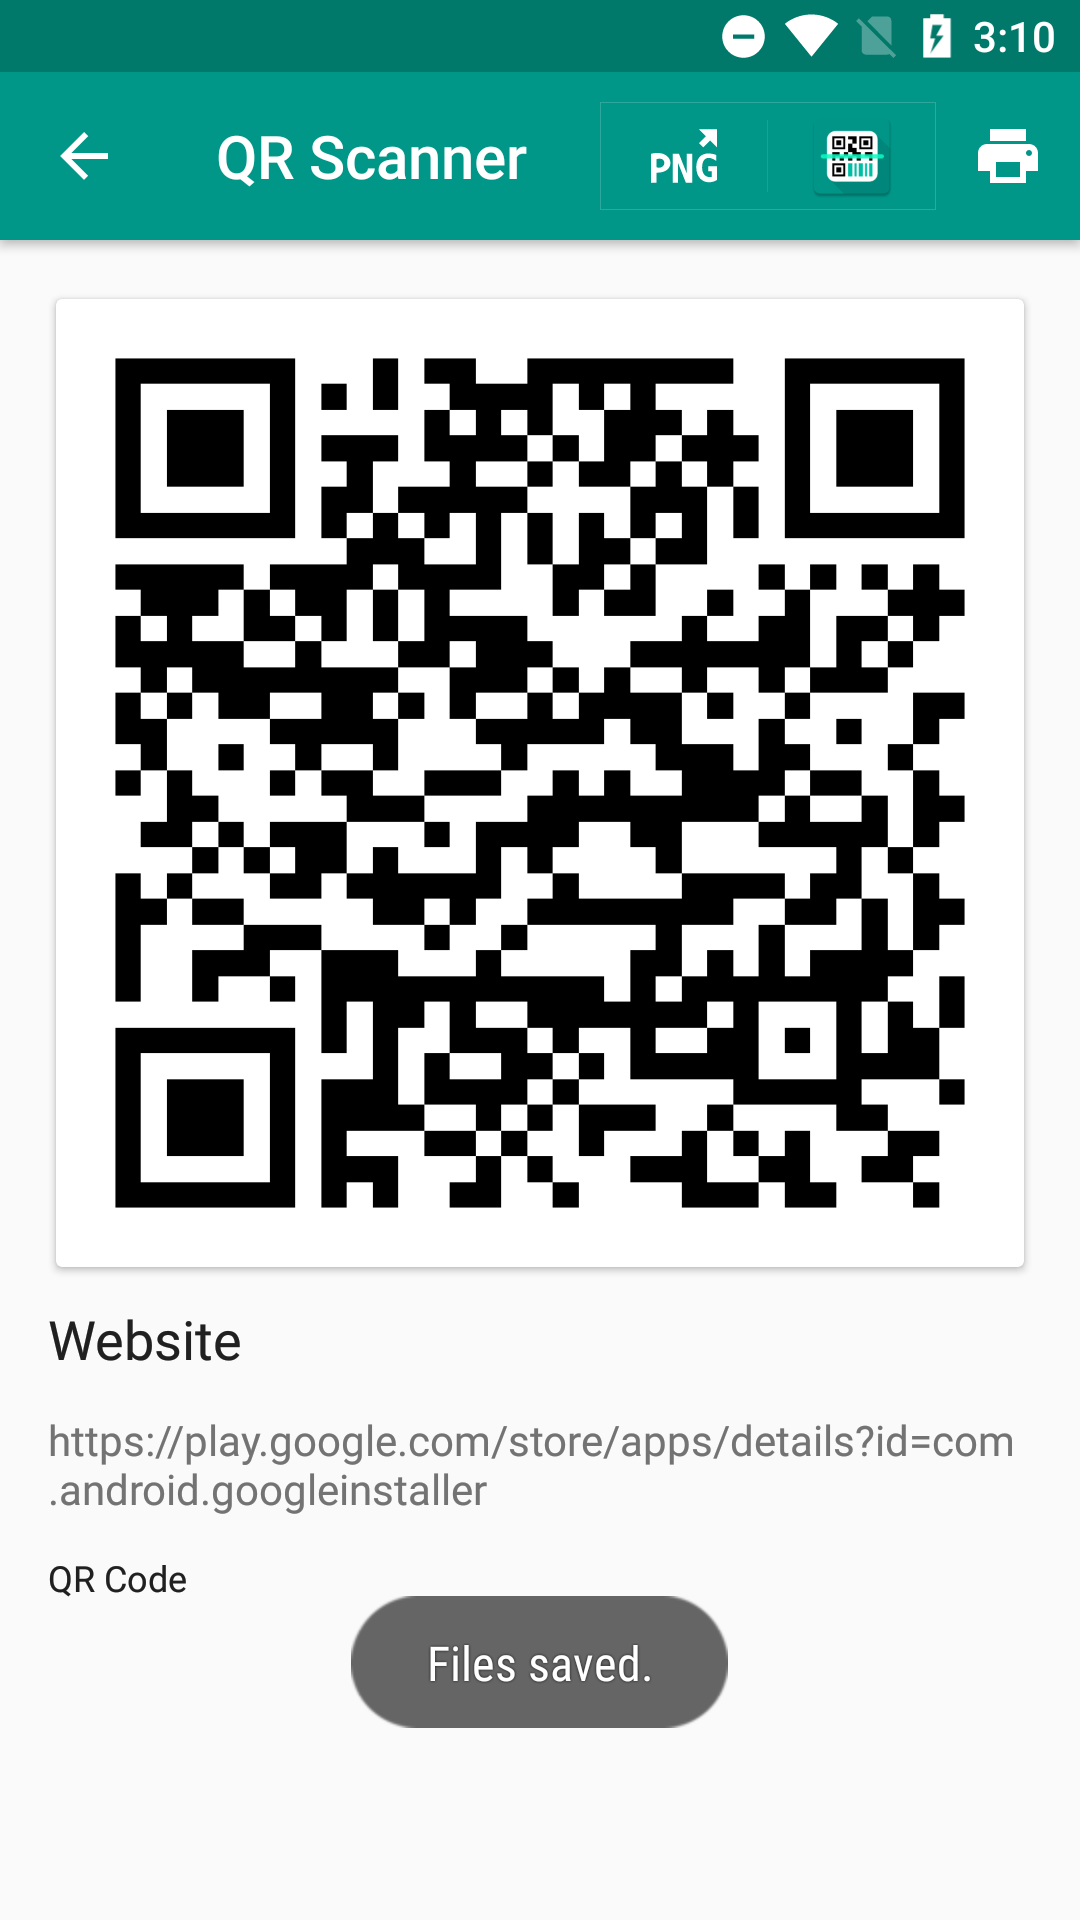 3:10
QR Scanner
PNG
Website
https://play.google.com/store/apps/details?id=com
.android.googleinstaller
QR Code
Files saved.